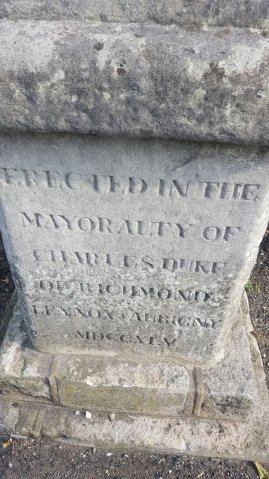 ERECTED IN THE
MAYORALTY OF
CHARLES DUKE
OF RICHMOND
LENNOX & AUBIGNY
MDCCXLV